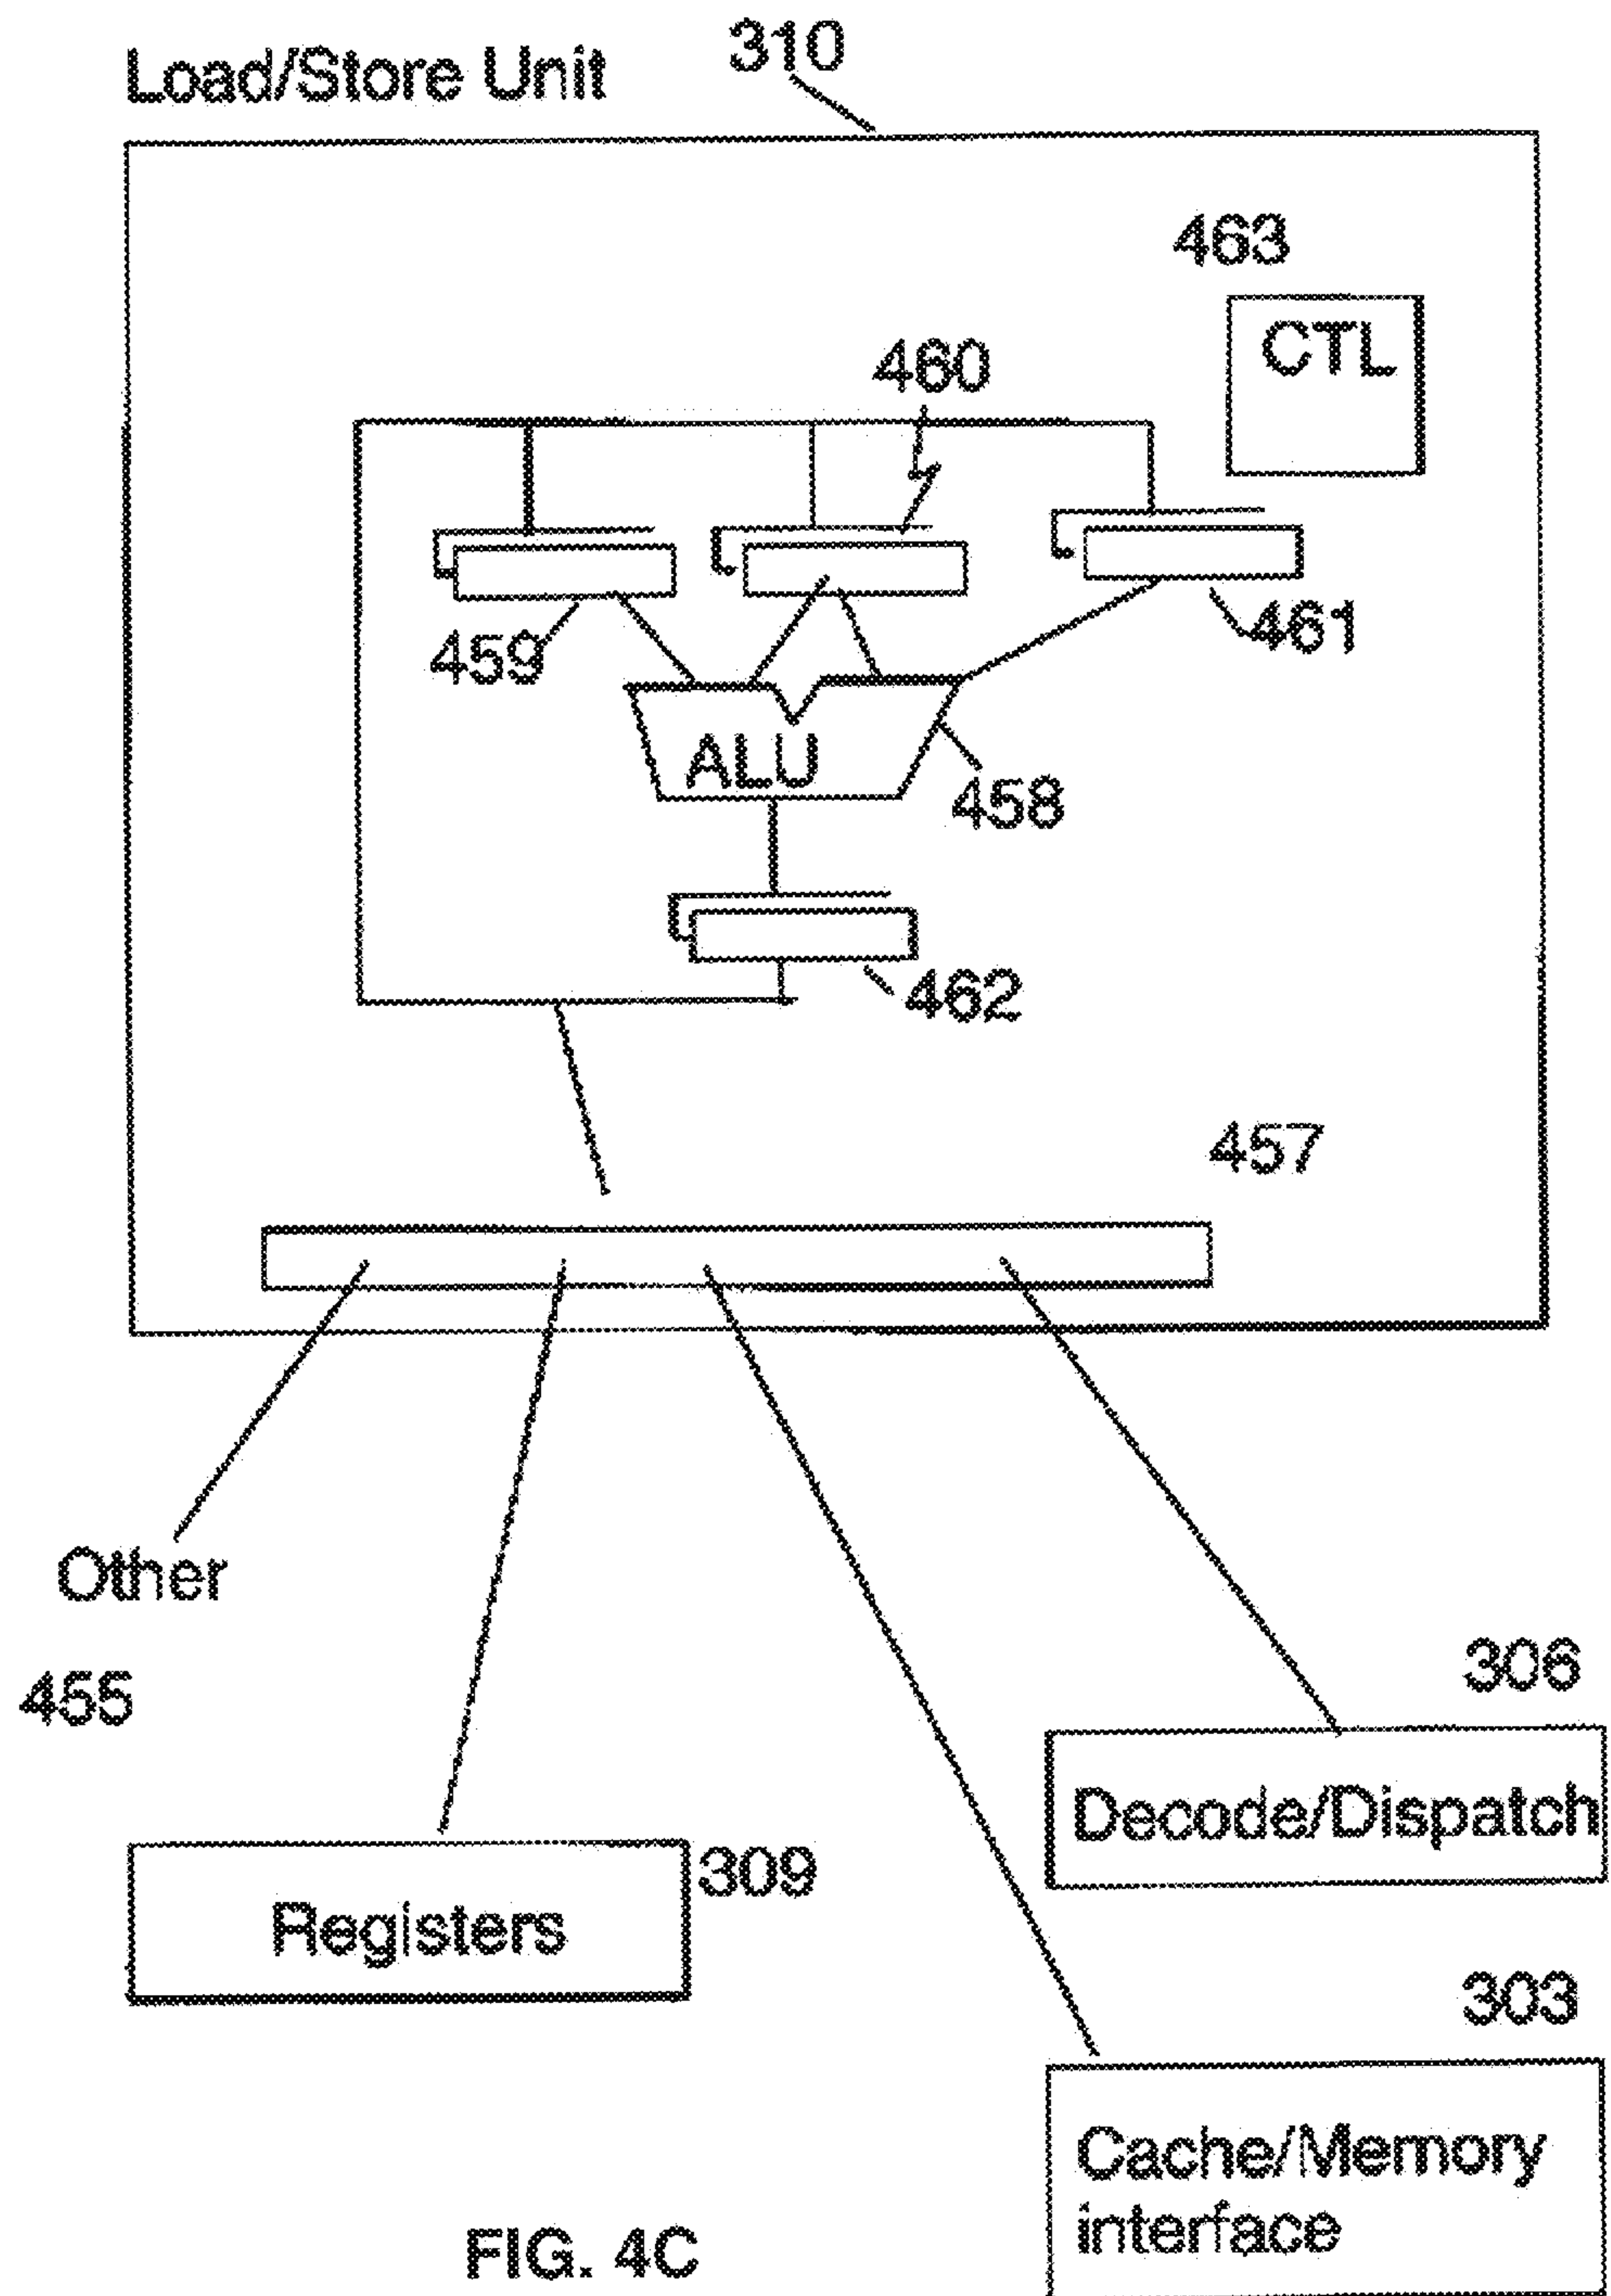 Load/Store Unit
310
463
CTL
460
459
461
ALU
458
462
457
Other
455
306
Decode/Dispatch
Registers
309
303
Cache/Memory
interface
FIG. 4C